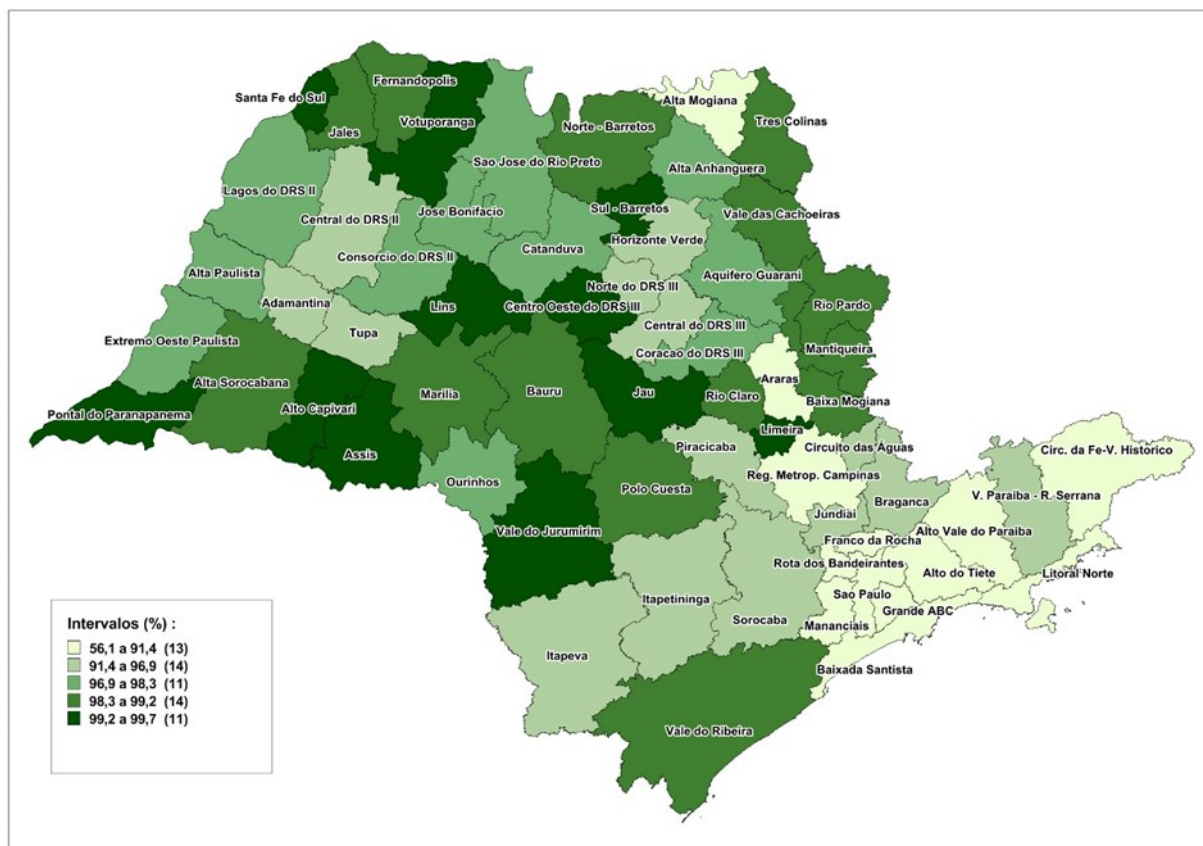 Fernandopolis
Santa Fe do Sul
Votuporanga
Jales
Alta Mogiana
Norte - Barretos
Tres Colinas
Sao Jose do Rio Preto
Alta Anhanguera
Lagos do DRS II
Central do DRS II
Jose Bonifacio
Sul - Barretos
Vale das Cachoeiras
Horizonte Verde
Catanduva
Consorcio do DRS II
Alta Paulista
Aquifero Guarani
Norte do DRS III
Adamantina
Lins
Centro Oeste do DRS III
Rio Pardo
Tupa
Central do DRS III
Extremo Oeste Paulista
Mantiqueira
Coracao do DRS III
Alta Sorocabana
Araras
Marilia
Bauru
Jau
Rio Claro
Baixa Mogiana
Alto Capivari
Pontal do Paranapanema
Limeira
Piracicaba
Circuito das Águas
Circ. da Fe-V. Historico
Assis
Reg. Metrop. Campinas
Ourinhos
Polo Cuesta
V. Paraiba - R. Serrana
Braganca
Jundiai
Vale do Jurumirim
Alto Vale do Paraiba
Franco da Rocha
Rota dos Bandeirantes
Alto do Tiete
Litoral Norte
Sao Paulo
Itapetininga
Grande ABC
Sorocaba
Mananciais
Itapeva
Baixada Santista
Vale do Ribeira
Intervalos (%) :
56,1 a 91,4 (13)
91,4 a 96,9 (14)
96,9 a 98,3 (11)
98,3 a 99,2 (14)
99,2 a 99,7 (11)